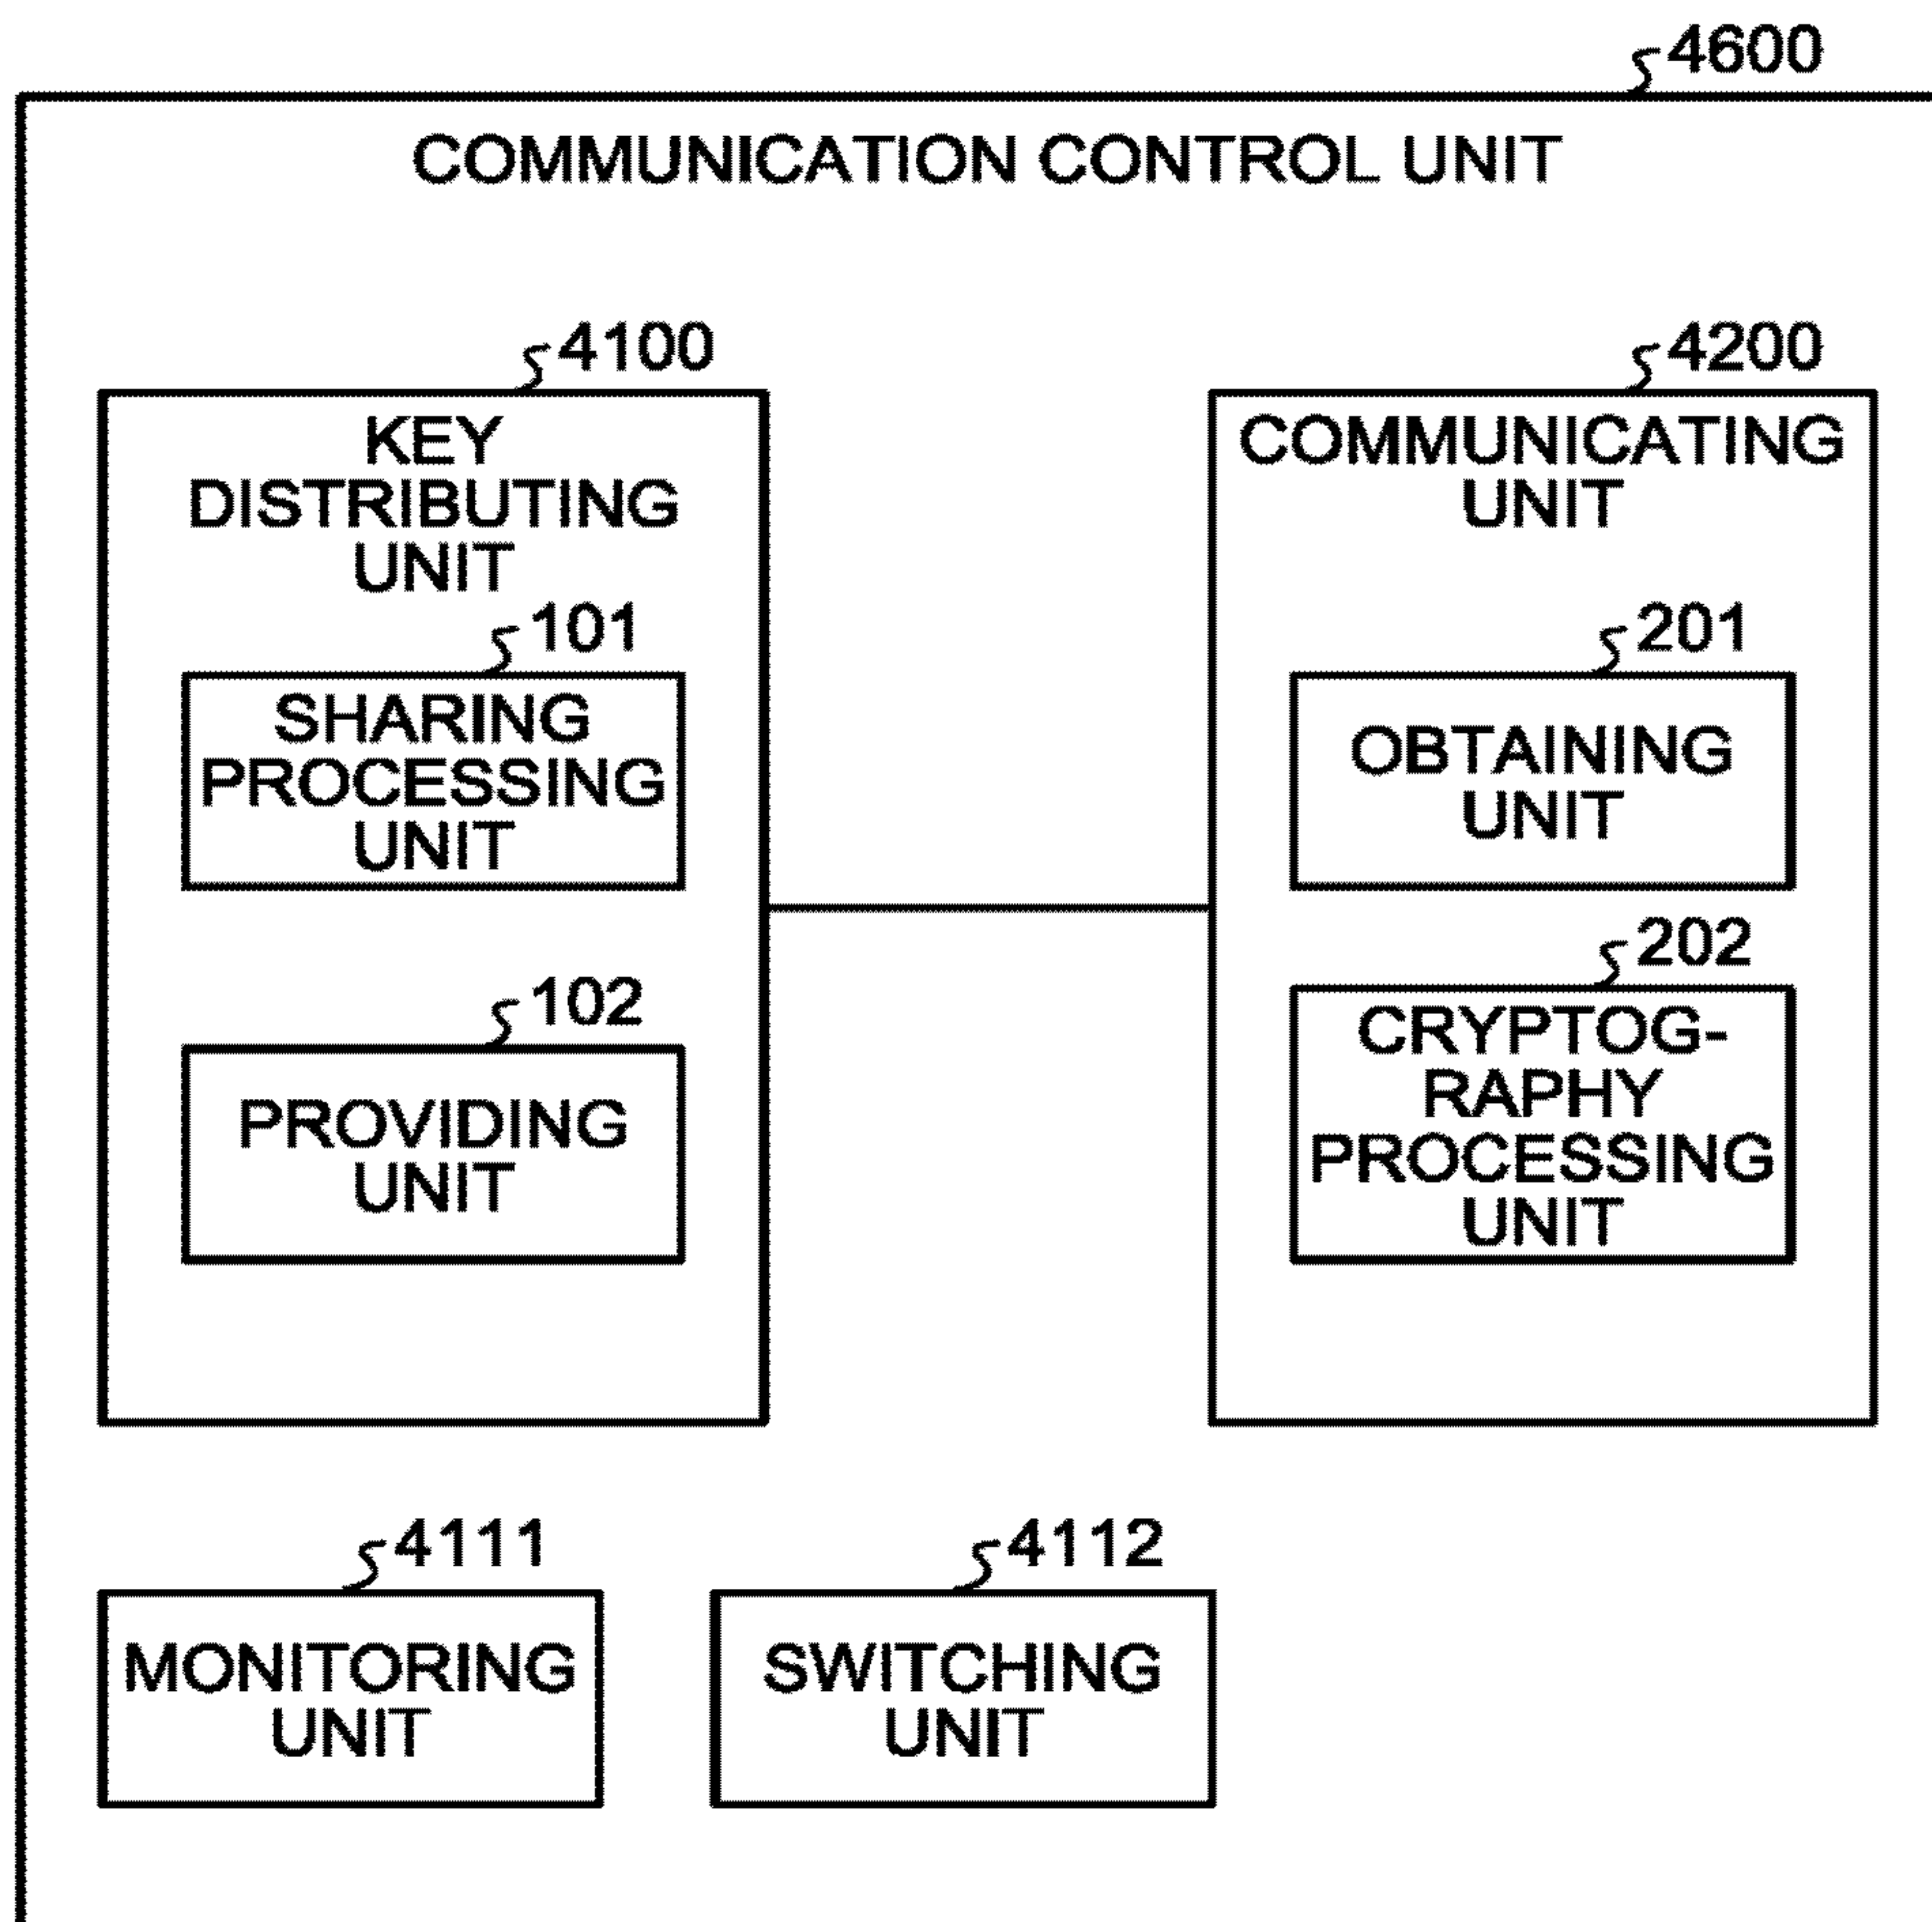 4600
COMMUNICATION CONTROL UNIT
4100
KEY
DISTRIBUTING
UNIT
101
SHARING
PROCESSING
UNIT
102
PROVIDING
UNIT
4200
COMMUNICATING
UNIT
201
OBTAINING
UNIT
202
CRYPTOG-
RAPHY
PROCESSING
UNIT
4111
MONITORING
UNIT
4112
SWITCHING
UNIT